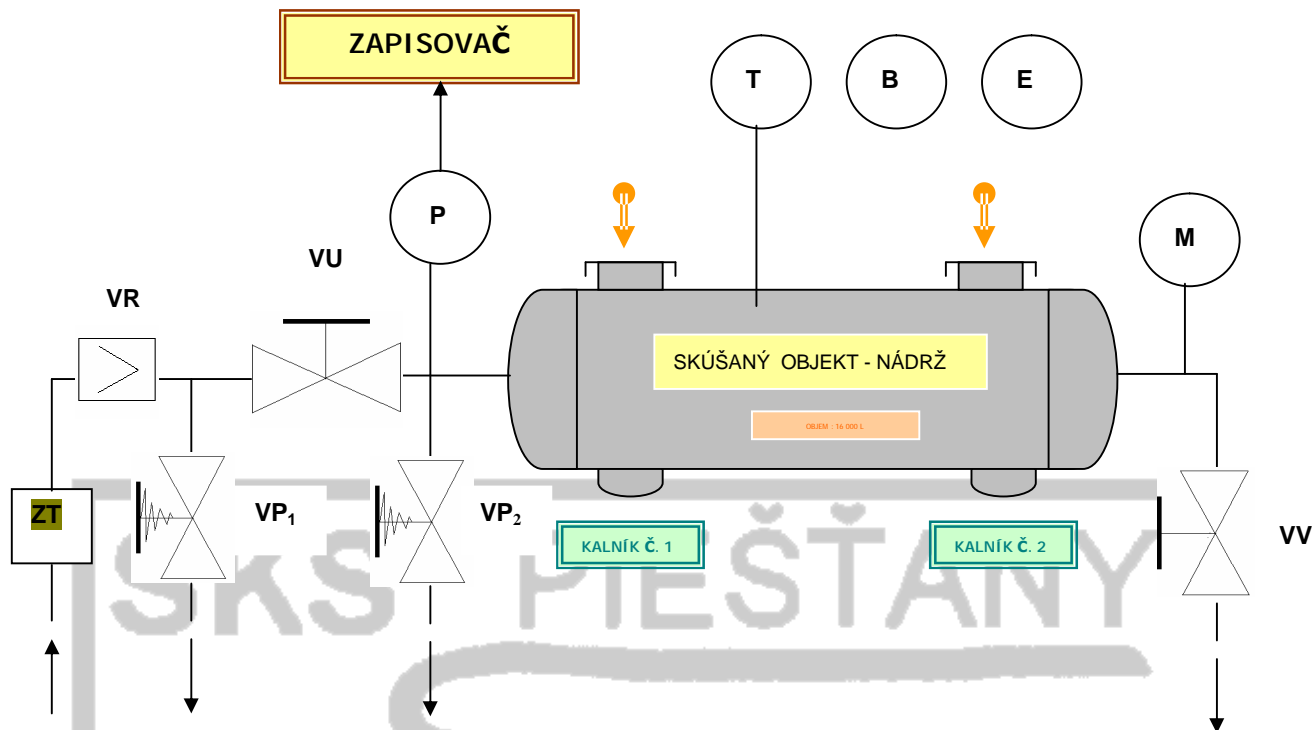 ZAPISOVAČ
T
B
E
P
M
VU
VR
SKÚŠANÝ OBJEKT - NÁDRŽ
OBJEM : 16 000 L
ZT
VP₁
VP₂
VV
KALNÍK Č. 1
KALNÍK Č. 2
SKS PIEŠŤANY